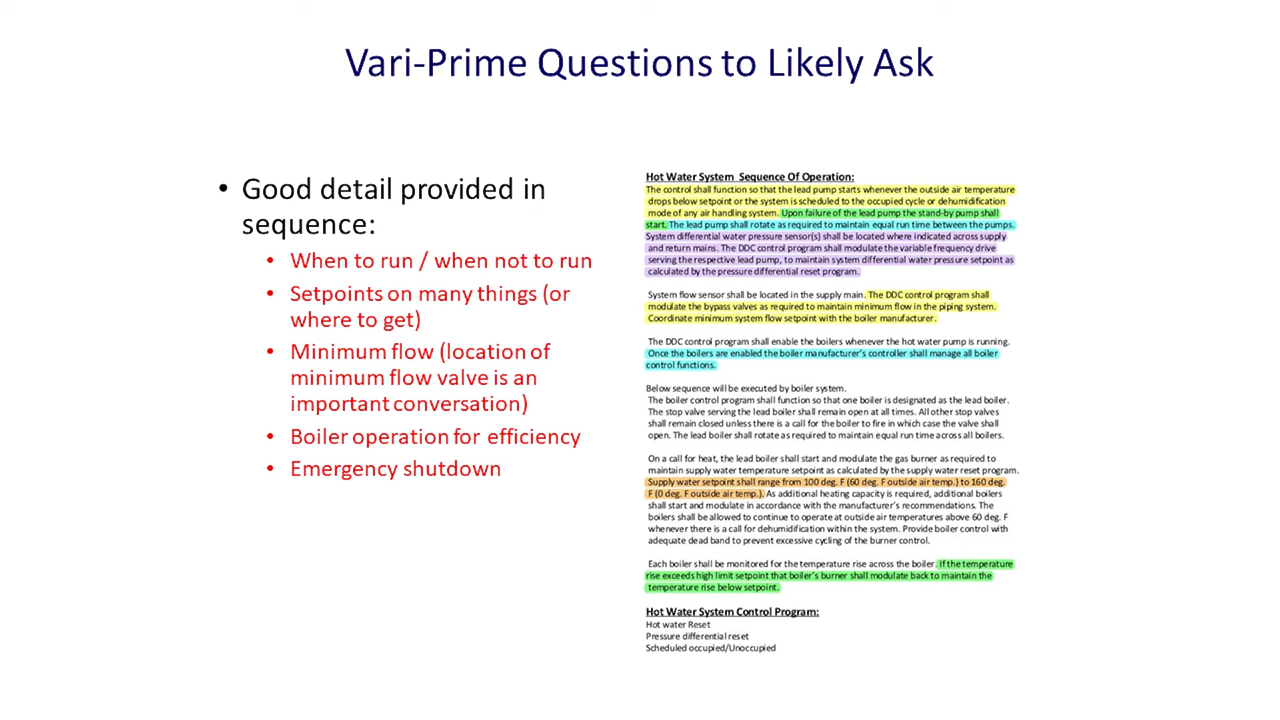 Vari-Prime Questions to Likely Ask
• Good detail provided in
sequence:
• When to run / when not to run
• Setpoints on many things (or
where to get)
• Minimum flow (location of
minimum flow valve is an
important conversation)
• Boiler operation for efficiency
• Emergency shutdown
Hot Water System Sequence Of Operation:
The control shall function so that the lead pump starts whenever the outside air temperature
drops below setpoint or the system is scheduled to the occupied cycle or dehumidification
mode of any air handling system. Upon failure of the lead pump the stand-by pump shall
start. The lead pump shall rotate as required to maintain equal run time between the pumps.
System differential water pressure sensor(s) shall be located where indicated across supply
and return mains. The DDC control program shall modulate the variable frequency drive
serving the respective lead pump, to maintain system differential water pressure setpoint as
calculated by the pressure differential reset program.
System flow sensor shall be located in the supply main. The DDC control program shall
modulate the bypass valves as required to maintain minimum flow in the piping system.
Coordinate minimum system flow setpoint with the boiler manufacturer.
The DDC control program shall enable the boilers whenever the hot water pump is running.
Once the boilers are enabled the boiler manufacturer's controller shall manage all boiler
control functions.
Below sequence will be executed by boiler system.
The boiler control program shall function so that one boiler is designated as the lead boiler.
The stop valve serving the lead boiler shall remain open at all times. All other stop valves
shall remain closed unless there is a call for the boiler to fire in which case the valve shall
open. The lead boiler shall rotate as required to maintain equal run time across all boilers.
On a call for heat, the lead boiler shall start and modulate the gas burner as required to
maintain supply water temperature setpoint as calculated by the supply water reset program.
Supply water setpoint shall range from 100 deg. F (60 deg. F outside air temp.) to 160 deg.
F (0 deg. F outside air temp.). As additional heating capacity is required, additional boilers
shall start and modulate in accordance with the manufacturer's recommendations. The
boilers shall be allowed to continue to operate at outside air temperatures above 60 deg. F
whenever there is a call for dehumidification within the system. Provide boiler control with
adequate dead band to prevent excessive cycling of the burner control.
Each boiler shall be monitored for the temperature rise across the boiler. If the temperature
rise exceeds high limit setpoint that boiler's burner shall modulate back to maintain the
temperature rise below setpoint.
Hot Water System Control Program:
Hot water Reset
Pressure differential reset
Scheduled occupied/Unoccupied